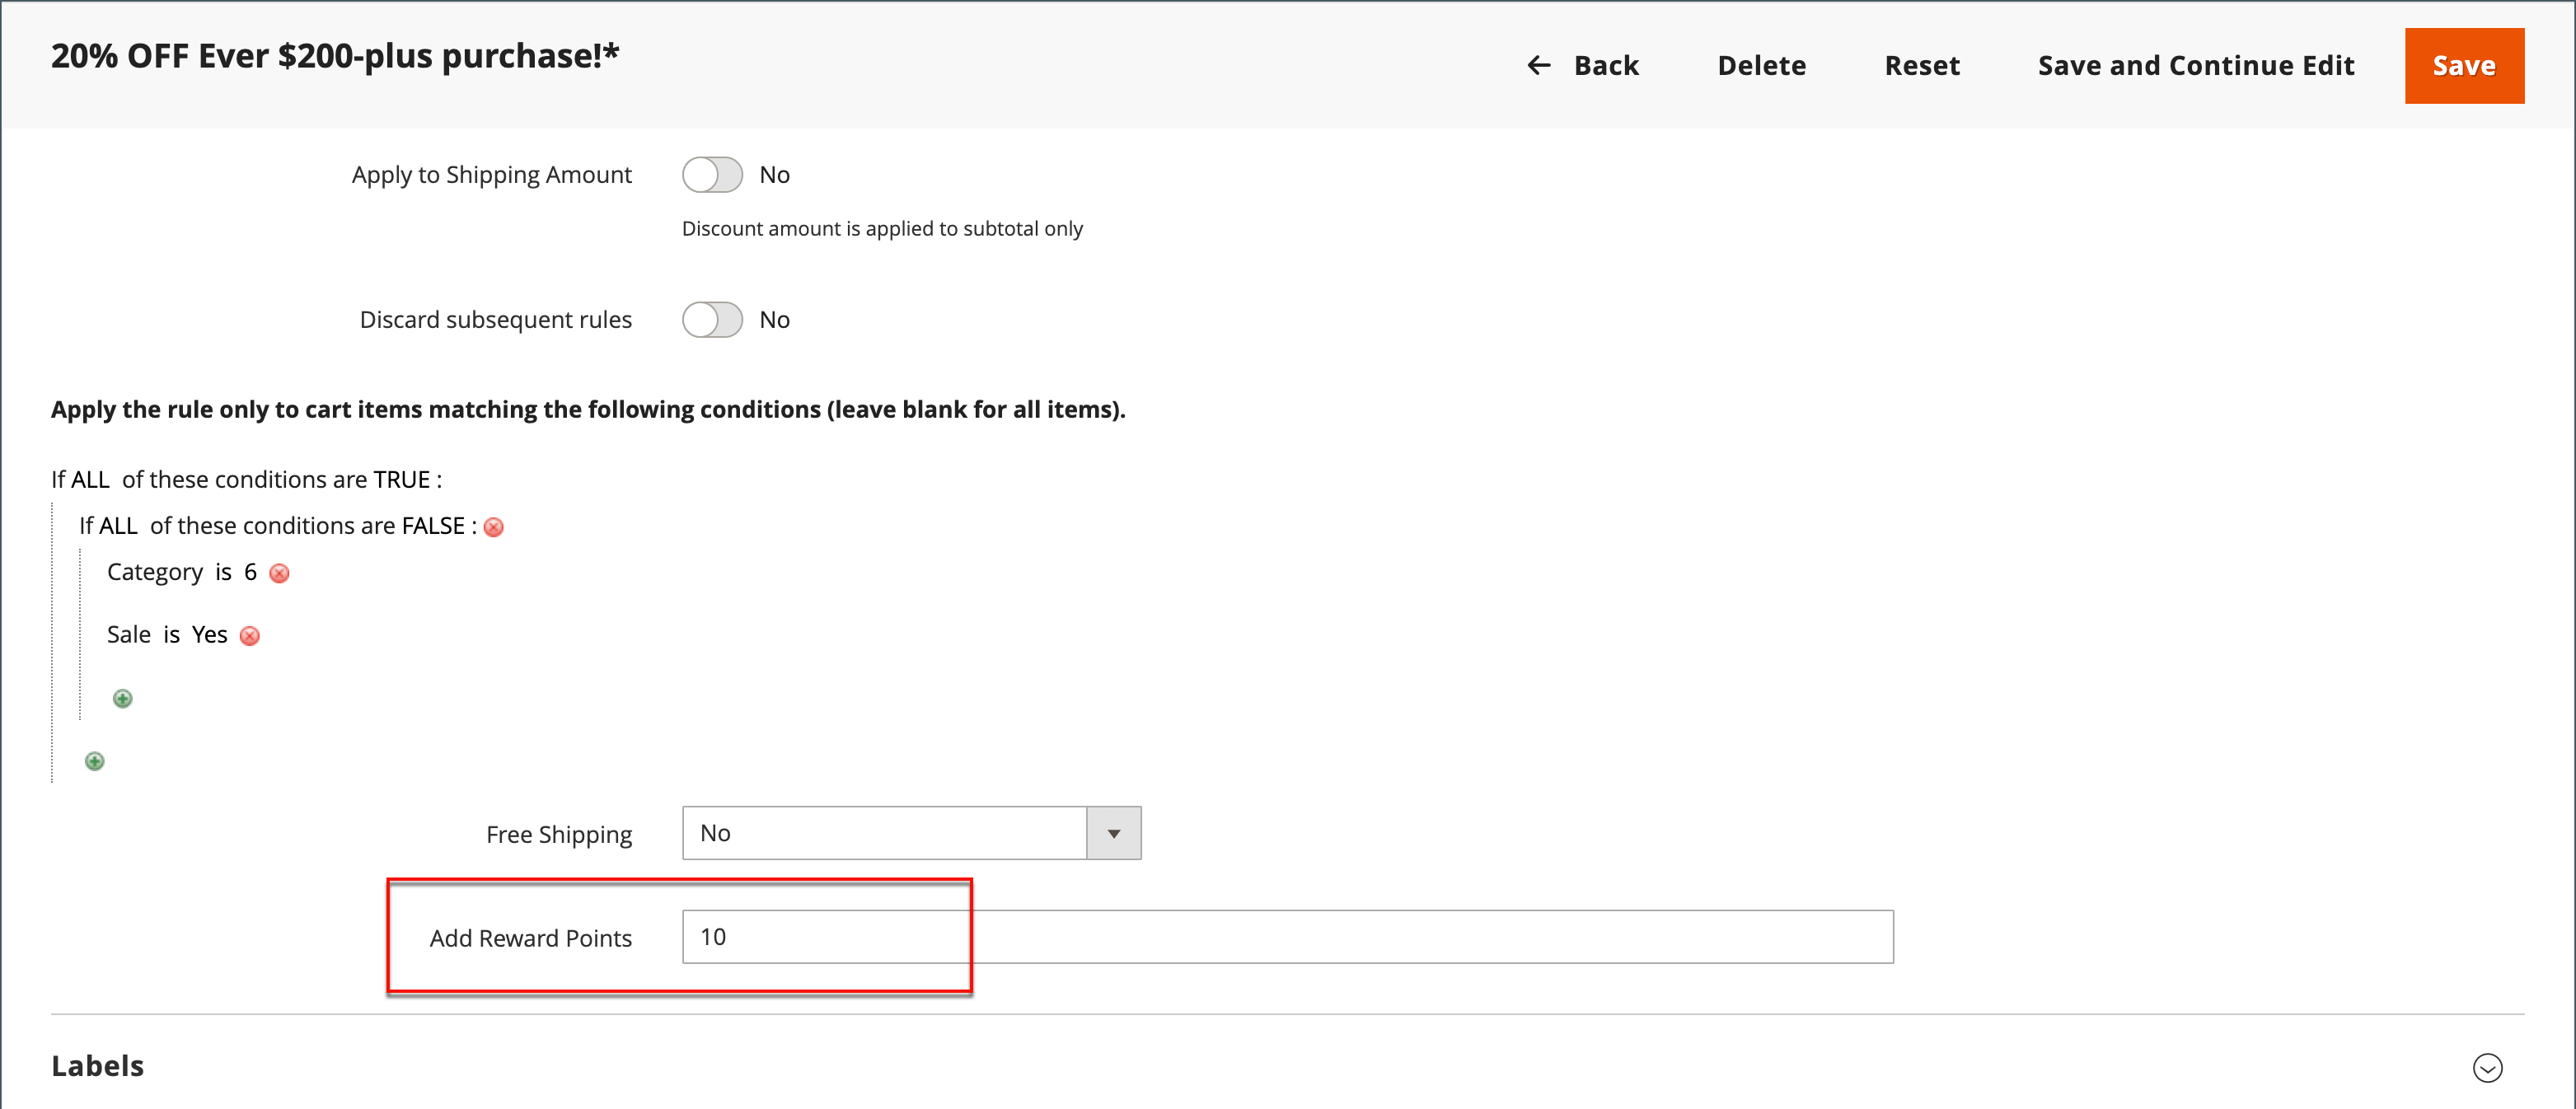 20% OFF Ever $200-plus purchase!*
← Back Delete Reset Save and Continue Edit Save
Apply to Shipping Amount No
Discount amount is applied to subtotal only
Discard subsequent rules No
Apply the rule only to cart items matching the following conditions (leave blank for all items).
If ALL of these conditions are TRUE :
If ALL of these conditions are FALSE :
Category is 6
Sale is Yes
Free Shipping No
Add Reward Points 10
Labels